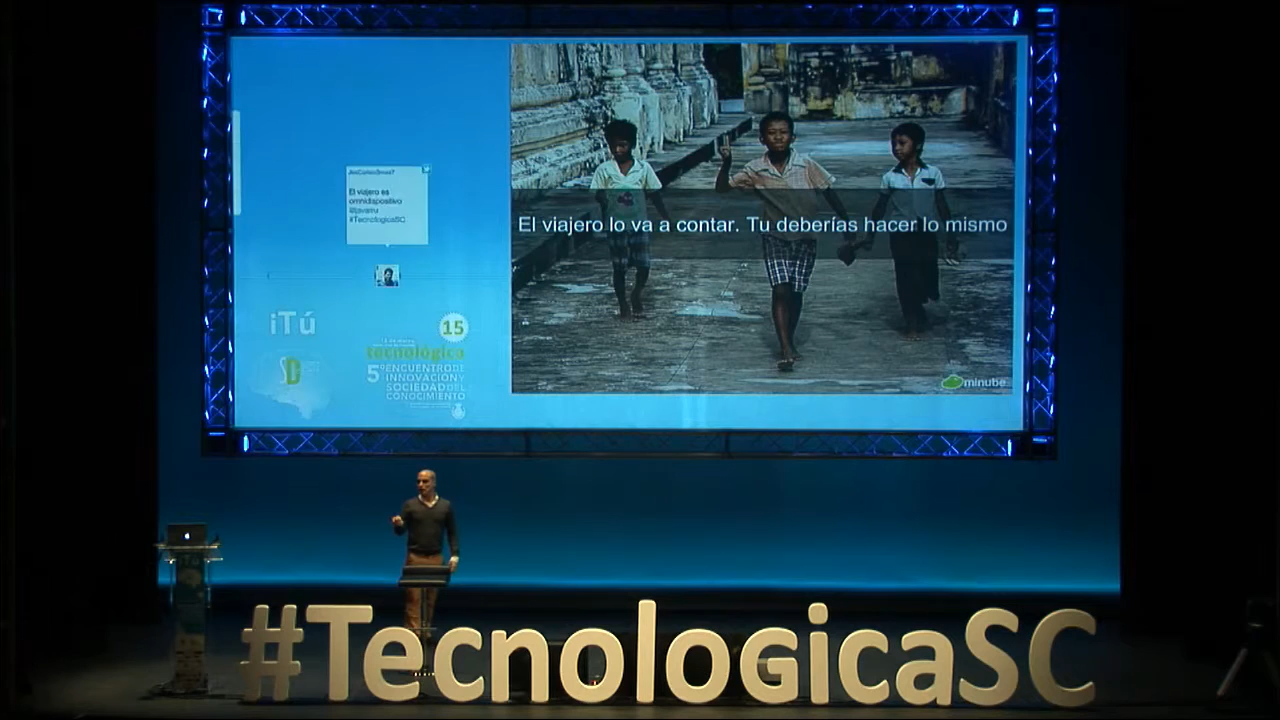 El viajero es
omnidispositivo
#TecnologicaSC
El viajero lo va a contar. Tu deberías hacer lo mismo
iTú
15
tecnológica
5º ENCUENTRO DE
INNOVACIÓN Y
SOCIEDAD DEL
CONOCIMIENTO
minube
#TecnologicaSC